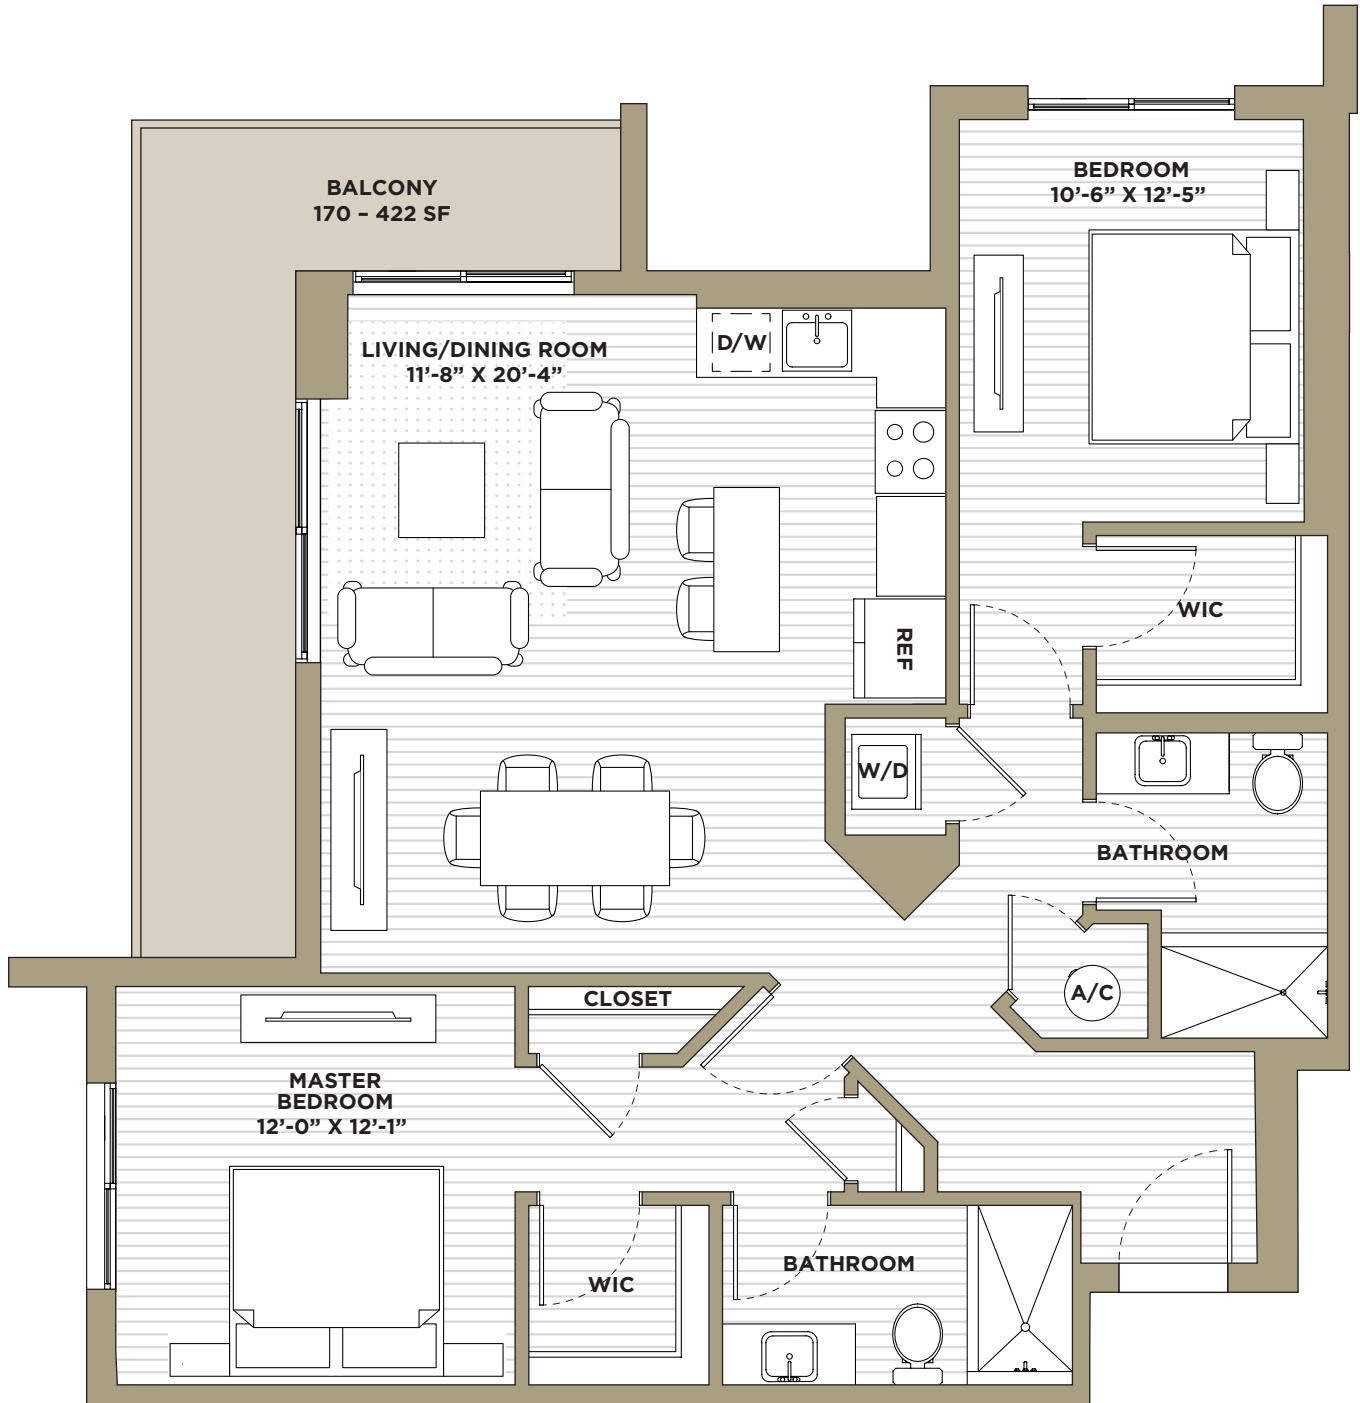 BALCONY
170 – 422 SF
BEDROOM
10’-6” X 12’-5”
LIVING/DINING ROOM
11’-8” X 20’-4”
D/W
REF
WIC
W/D
BATHROOM
A/C
CLOSET
MASTER
BEDROOM
12’-0” X 12’-1”
WIC
BATHROOM